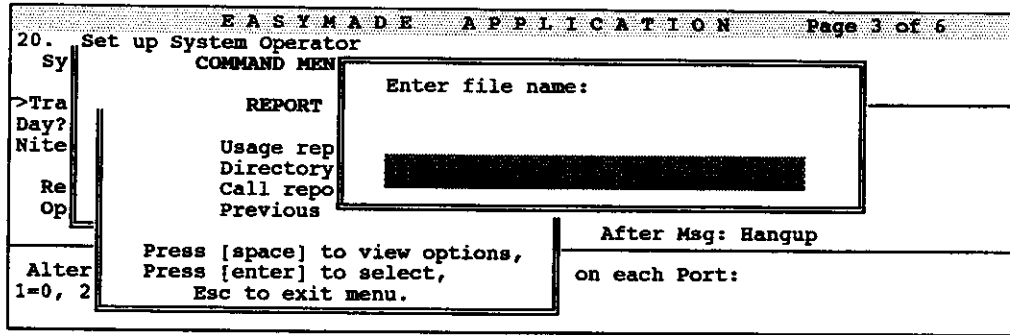 E A S Y M A D E A P P L I C A T I O N Page 3 of 6
20. Set up System Operator
Sy COMMAND MEN
Enter file name:
>Tra REPORT
Day?
Nite Usage rep
Directory
Re Call repo
Op Previous
After Msg: Hangup
Press [space] to view options,
Alter Press [enter] to select, on each Port:
1=0, 2 Esc to exit menu.